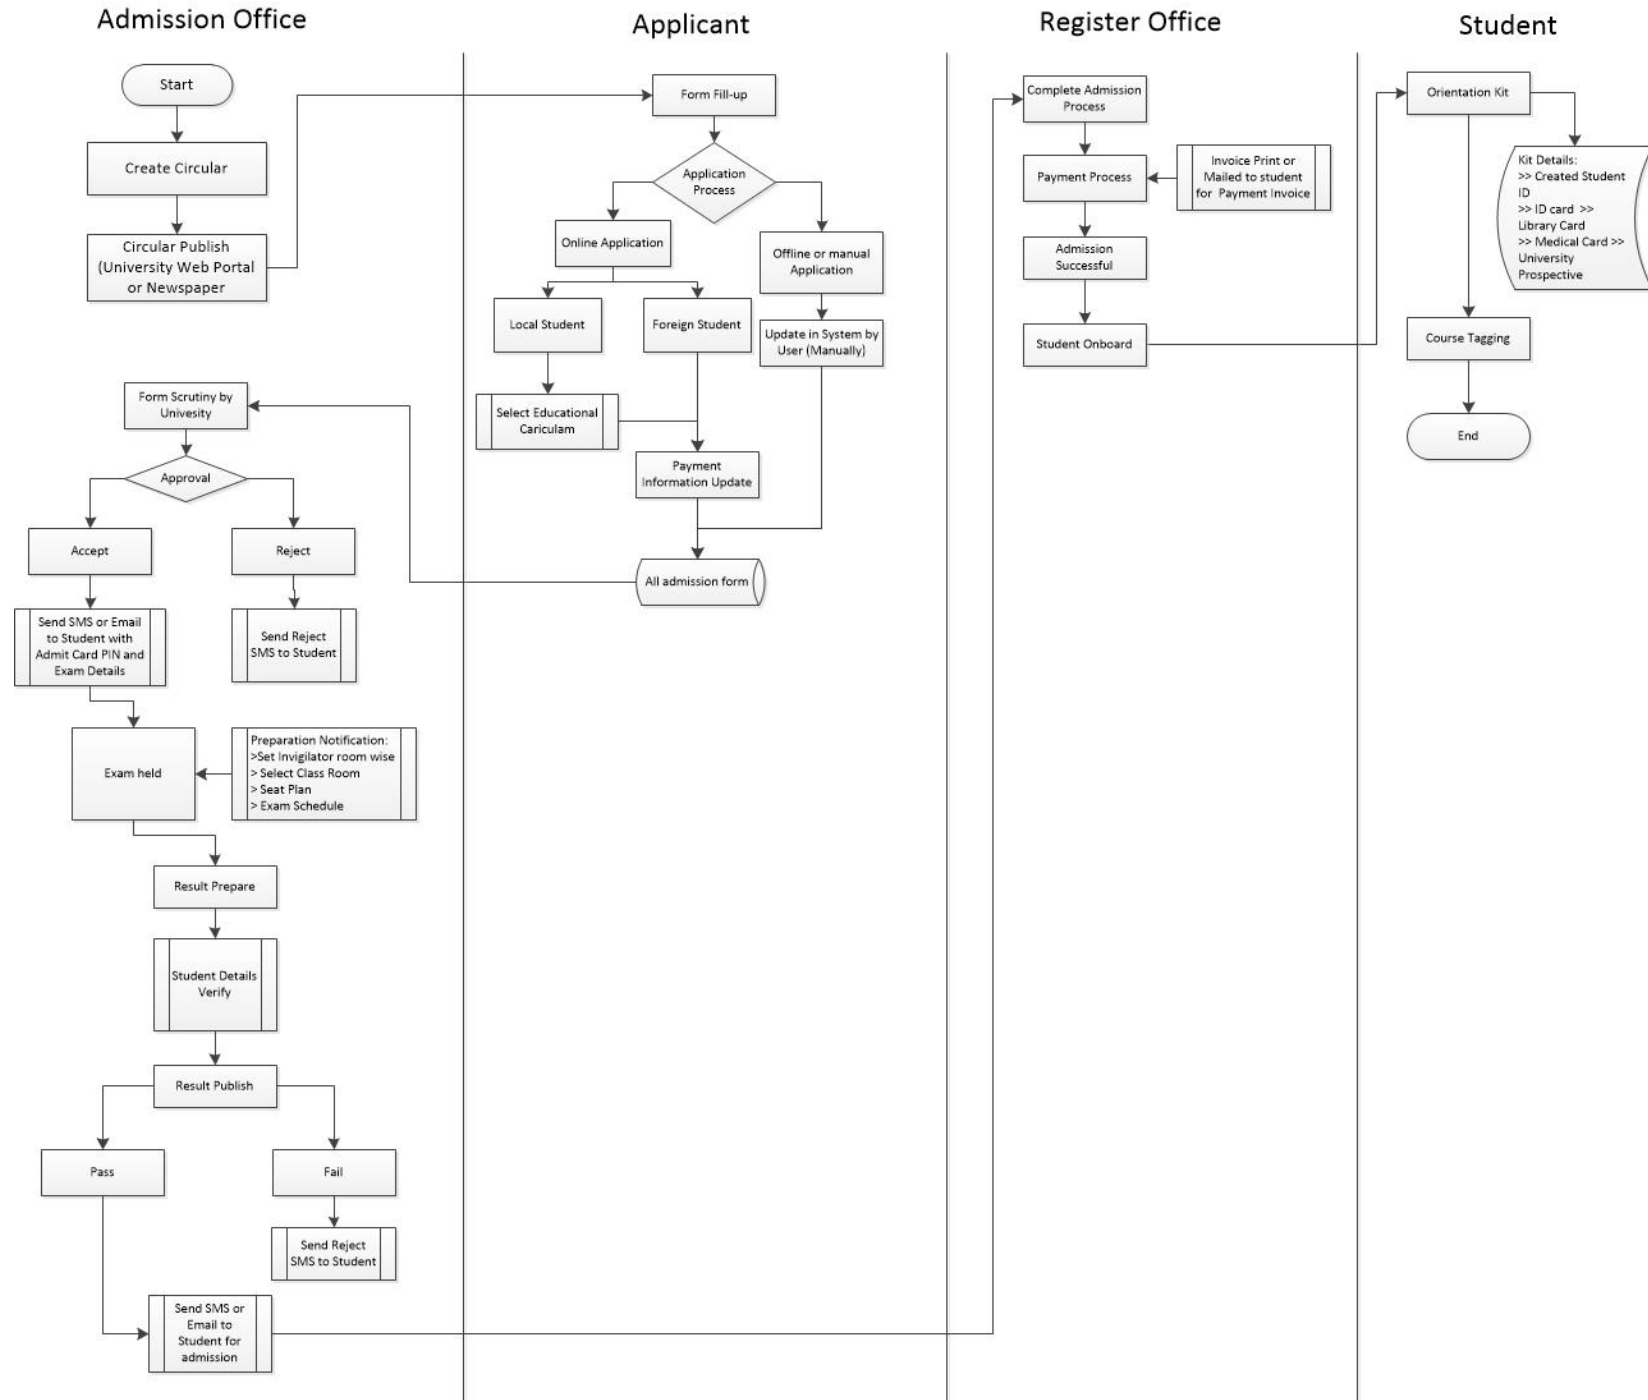 Admission Office
Start
Create Circular
Circular Publish
(University Web Portal
or Newspaper
Form Scrutiny by
Univesity
Approval
Accept
Reject
Send SMS or Email
to Student with
Admit Card PIN and
Exam Details
Send Reject
SMS to Student
Exam held
Preparation Notification:
>Set Invigilator room wise
> Select Class Room
> Seat Plan
> Exam Schedule
Result Prepare
Student Details
Verify
Result Publish
Pass
Fail
Send Reject
SMS to Student
Send SMS or
Email to
Student for
admission
Applicant
Form Fill-up
Application
Process
Online Application
Offline or manual
Application
Local Student
Foreign Student
Update in System by
User (Manually)
Select Educational
Cariculam
Payment
Information Update
All admission form
Register Office
Complete Admission
Process
Payment Process
Invoice Print or
Mailed to student
for Payment Invoice
Admission
Successful
Student Onboard
Student
Orientation Kit
Kit Details:
>> Created Student
ID
>> ID card >>
Library Card
>> Medical Card >>
University
Prospective
Course Tagging
End